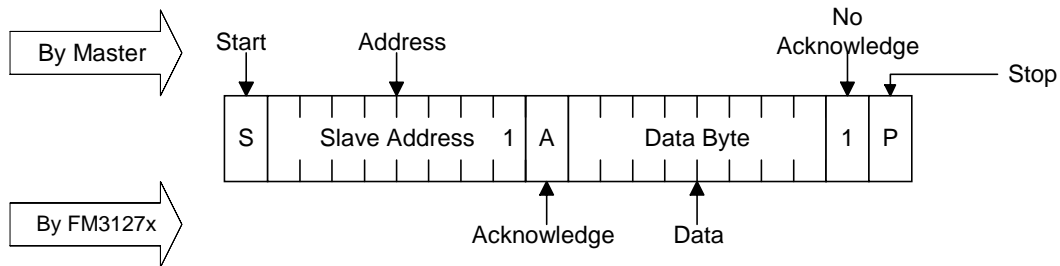 By Master
Start
Address
No
Acknowledge
Stop
S
Slave Address
1
A
Data Byte
1
P
By FM3127x
Acknowledge
Data